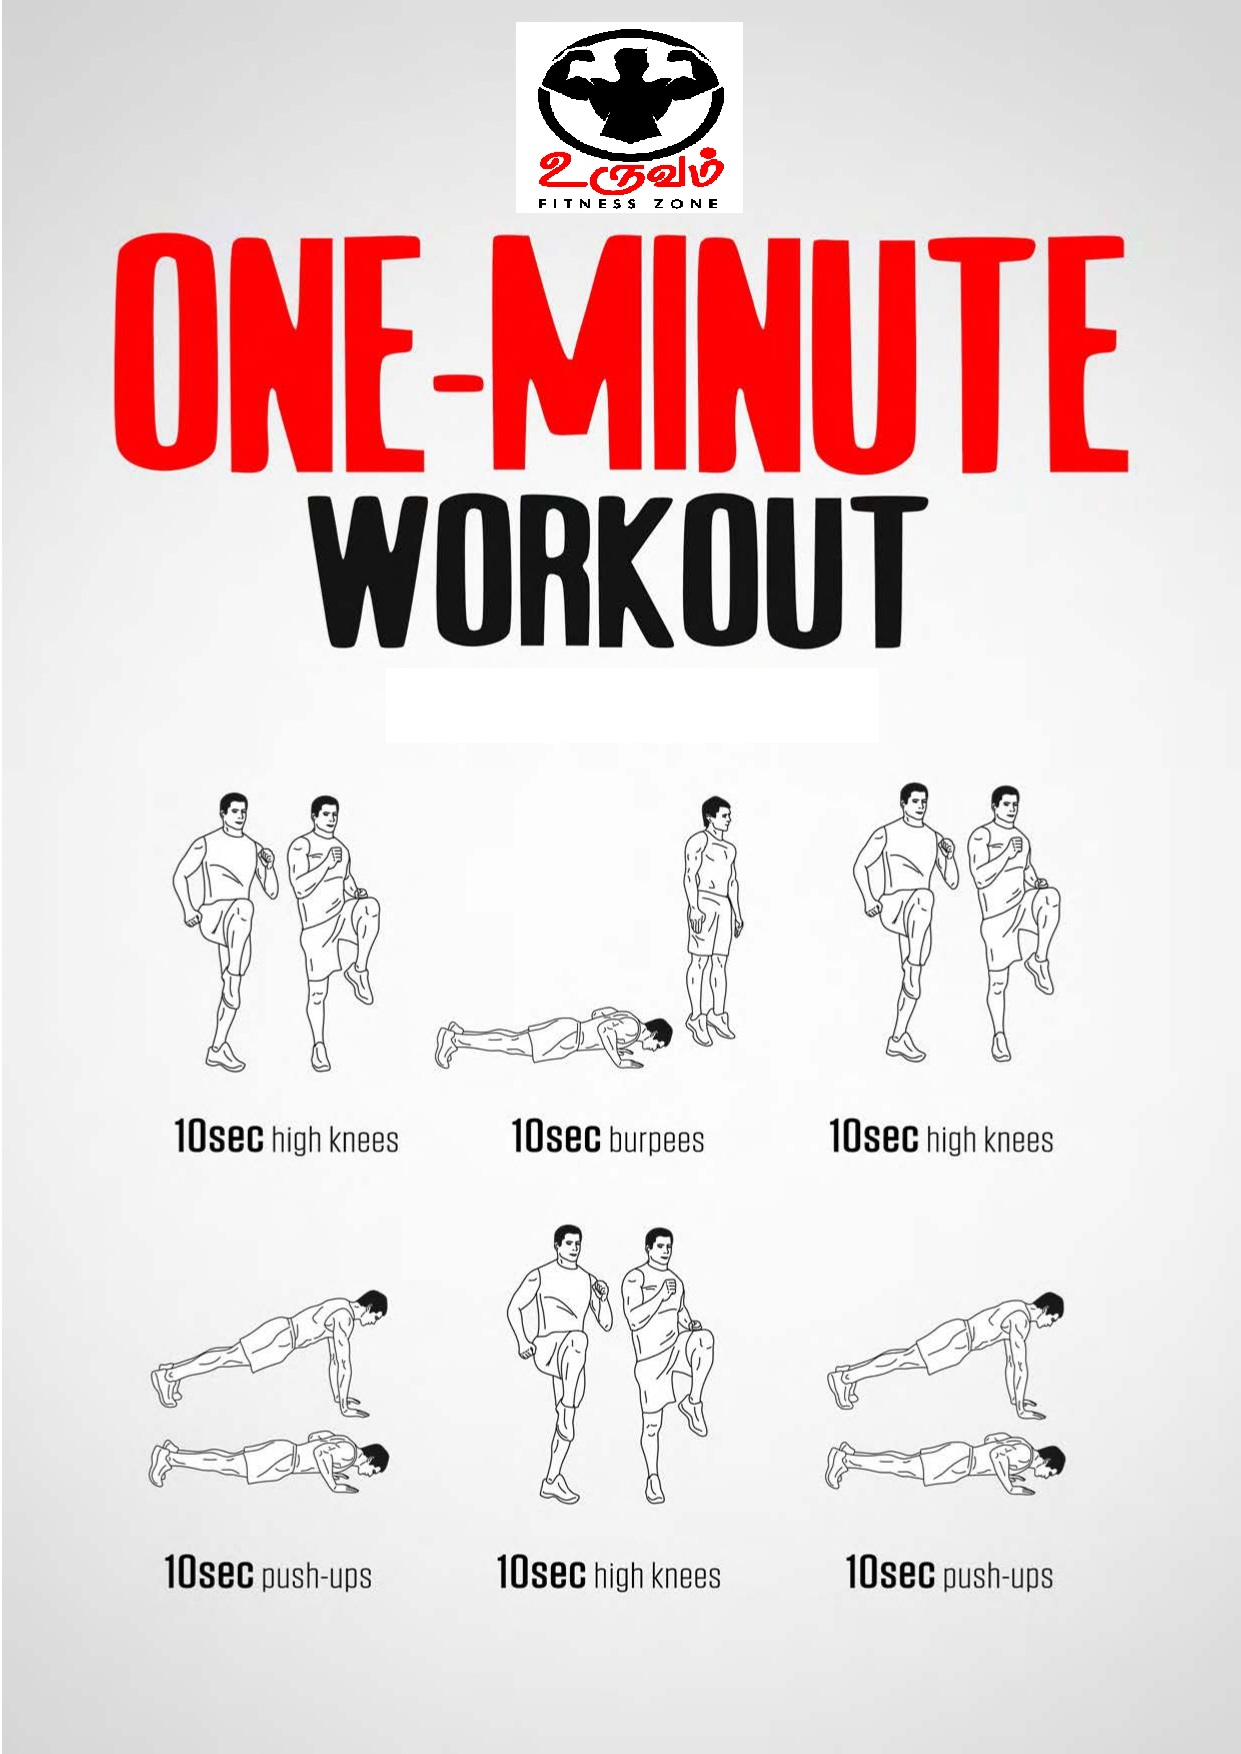 உருவம்
FITNESS ZONE
ONE-MINUTE
WORKOUT
10sec high knees
10sec burpees
10sec high knees
10sec push-ups
10sec high knees
10sec push-ups